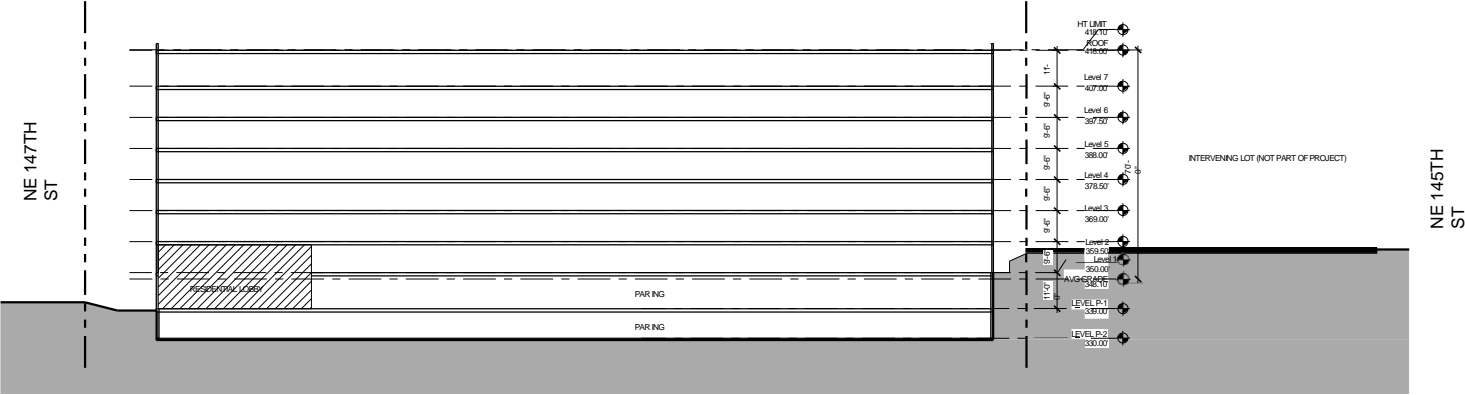 NE 147TH
ST
HT LIMIT
418.10'
ROOF
418.00'
11'-
Level 7
407.00'
9'-6"
Level 6
397.50'
9'-6"
Level 5
388.00'
9'-6"
Level 4
378.50'
9'-6"
Level 3
369.00'
9'-6"
Level 2
359.50'
9'-6"
Level 1
350.00'
AVG GRADE
348.10'
11'-0"
LEVEL P-1
339.00'
LEVEL P-2
330.00'
70'-
0"
INTERVENING LOT (NOT PART OF PROJECT)
RESIDENTIAL LOBBY
PAR ING
PAR ING
NE 145TH
ST